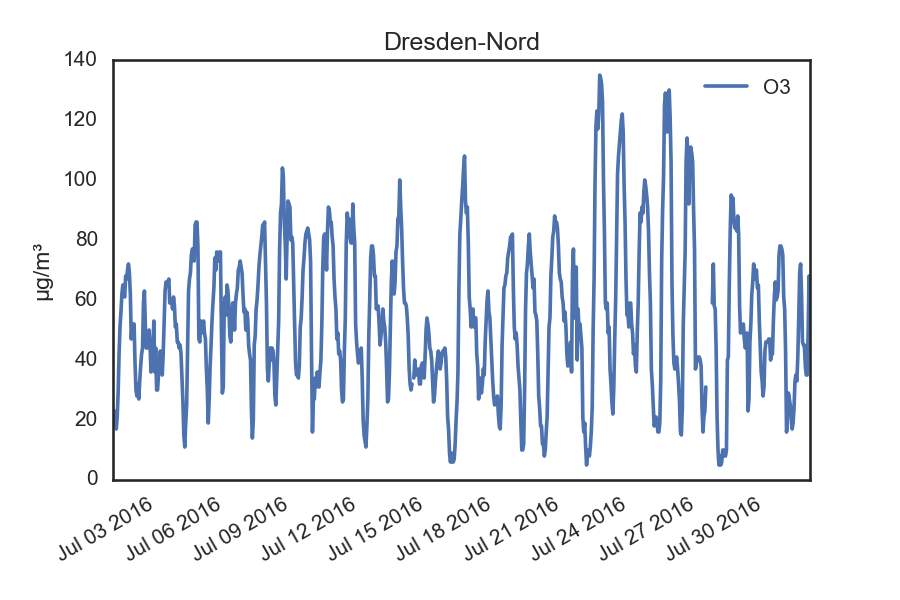 Dresden-Nord
O3
µg/m³
140
120
100
80
60
40
20
0
Jul 03 2016
Jul 06 2016
Jul 09 2016
Jul 12 2016
Jul 15 2016
Jul 18 2016
Jul 21 2016
Jul 24 2016
Jul 27 2016
Jul 30 2016